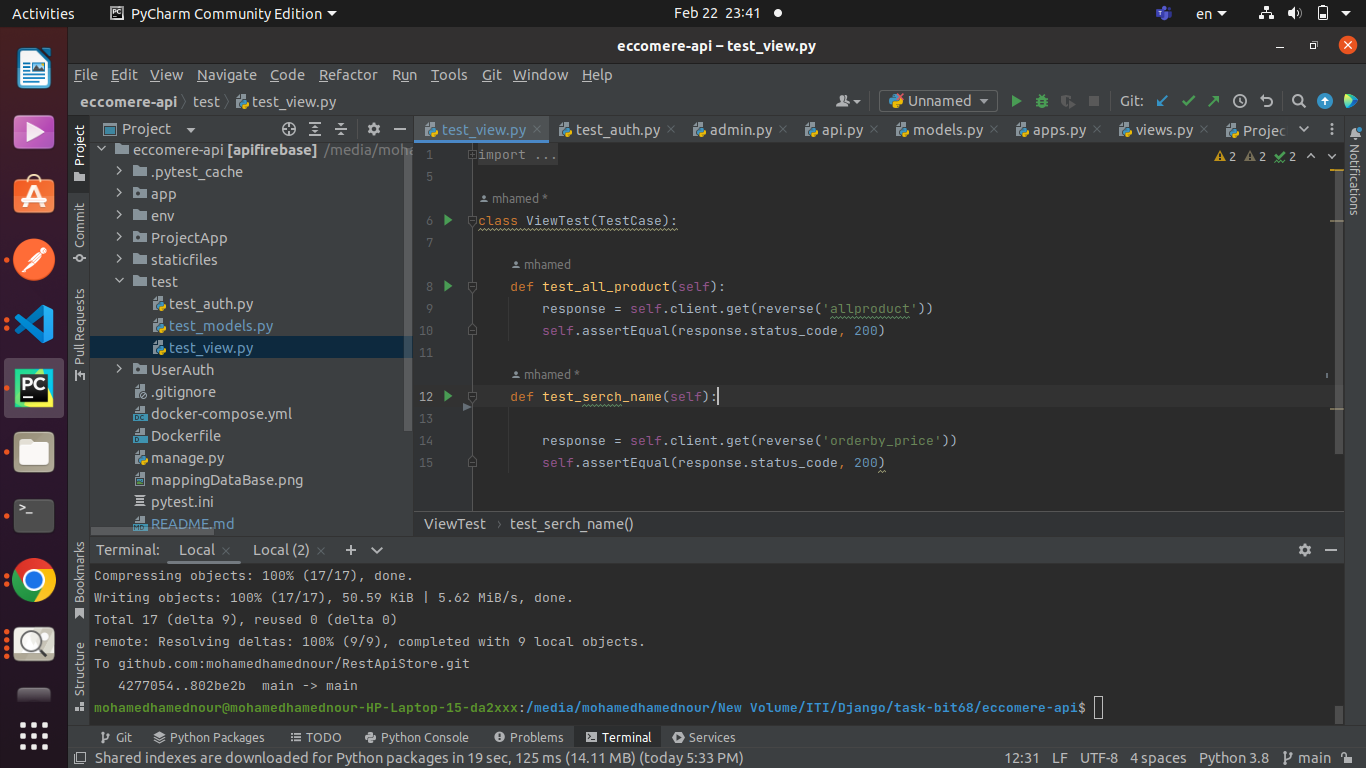 Activities PyCharm Community Edition Feb 22 23:41 en
eccomere-api – test_view.py
File Edit View Navigate Code Refactor Run Tools Git Window Help
eccomere-api test test_view.py Unnamed Git:
Project
Commit
Pull Requests
Bookmarks
Structure
Project
eccomere-api [apifirebase] /media/moha
.pytest_cache
app
env
ProjectApp
staticfiles
test
test_auth.py
test_models.py
test_view.py
UserAuth
.gitignore
docker-compose.yml
Dockerfile
manage.py
mappingDataBase.png
pytest.ini
README.md
test_view.py test_auth.py admin.py api.py models.py apps.py views.py Projec
2 2 2
1 import ...
5
mhamed *
6 class ViewTest(TestCase):
7
mhamed
8 def test_all_product(self):
9 response = self.client.get(reverse('allproduct'))
10 self.assertEqual(response.status_code, 200)
11
mhamed *
12 def test_serch_name(self):
13
14 response = self.client.get(reverse('orderby_price'))
15 self.assertEqual(response.status_code, 200)
ViewTest test_serch_name()
Notifications
Terminal: Local Local (2)
Compressing objects: 100% (17/17), done.
Writing objects: 100% (17/17), 50.59 KiB | 5.62 MiB/s, done.
Total 17 (delta 9), reused 0 (delta 0)
remote: Resolving deltas: 100% (9/9), completed with 9 local objects.
To github.com:mohamedhamednour/RestApiStore.git
4277054..802be2b main -> main
mohamedhamednour@mohamedhamednour-HP-Laptop-15-da2xxx:/media/mohamedhamednour/New Volume/ITI/Django/task-bit68/eccomere-api$
Git Python Packages TODO Python Console Problems Terminal Services
Shared indexes are downloaded for Python packages in 19 sec, 125 ms (14.11 MB) (today 5:33 PM) 12:31 LF UTF-8 4 spaces Python 3.8 main